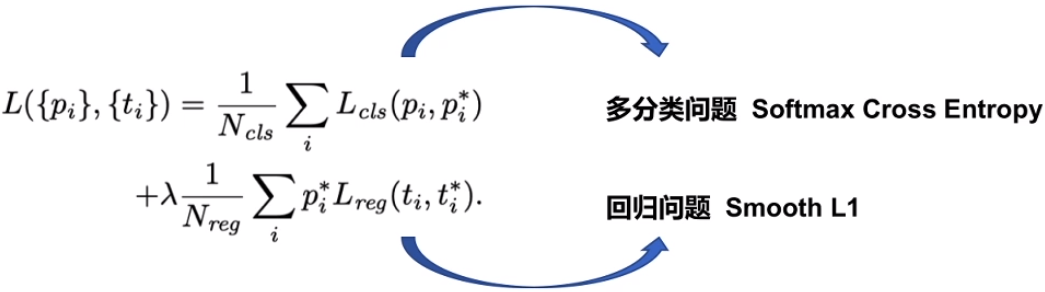 L({p_i}, {t_i}) = \frac{1}{N_{cls}} \sum_i L_{cls}(p_i, p_i^*)
多分类问题 Softmax Cross Entropy
+λ \frac{1}{N_{reg}} \sum_i p_i^* L_{reg}(t_i, t_i^*).
回归问题 Smooth L1